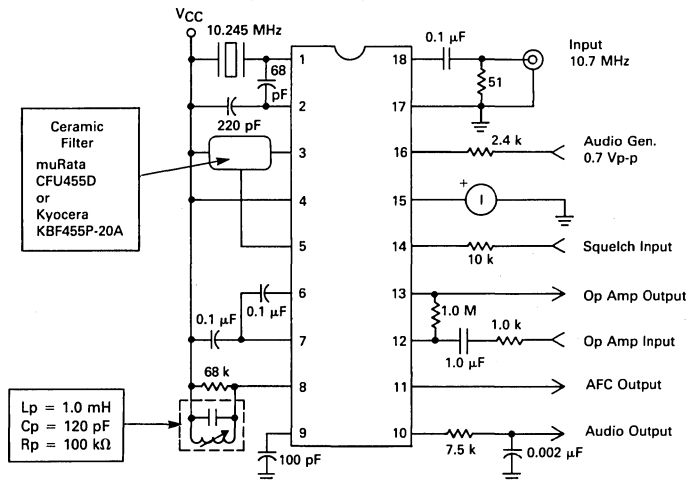 VCC
10.245 MHz
68
pF
220 pF
Ceramic
Filter
muRata
CFU455D
or
Kyocera
KBF455P-20A
0.1 μF
0.1 μF
68 k
Lp = 1.0 mH
Cp = 120 pF
Rp = 100 kΩ
100 pF
1
2
3
4
5
6
7
8
9
18
17
16
15
14
13
12
11
10
0.1 μF
Input
10.7 MHz
51
2.4 k
Audio Gen.
0.7 Vp-p
+
I
10 k
Squelch Input
Op Amp Output
1.0 M
1.0 k
1.0 μF
Op Amp Input
AFC Output
Audio Output
7.5 k
0.002 μF